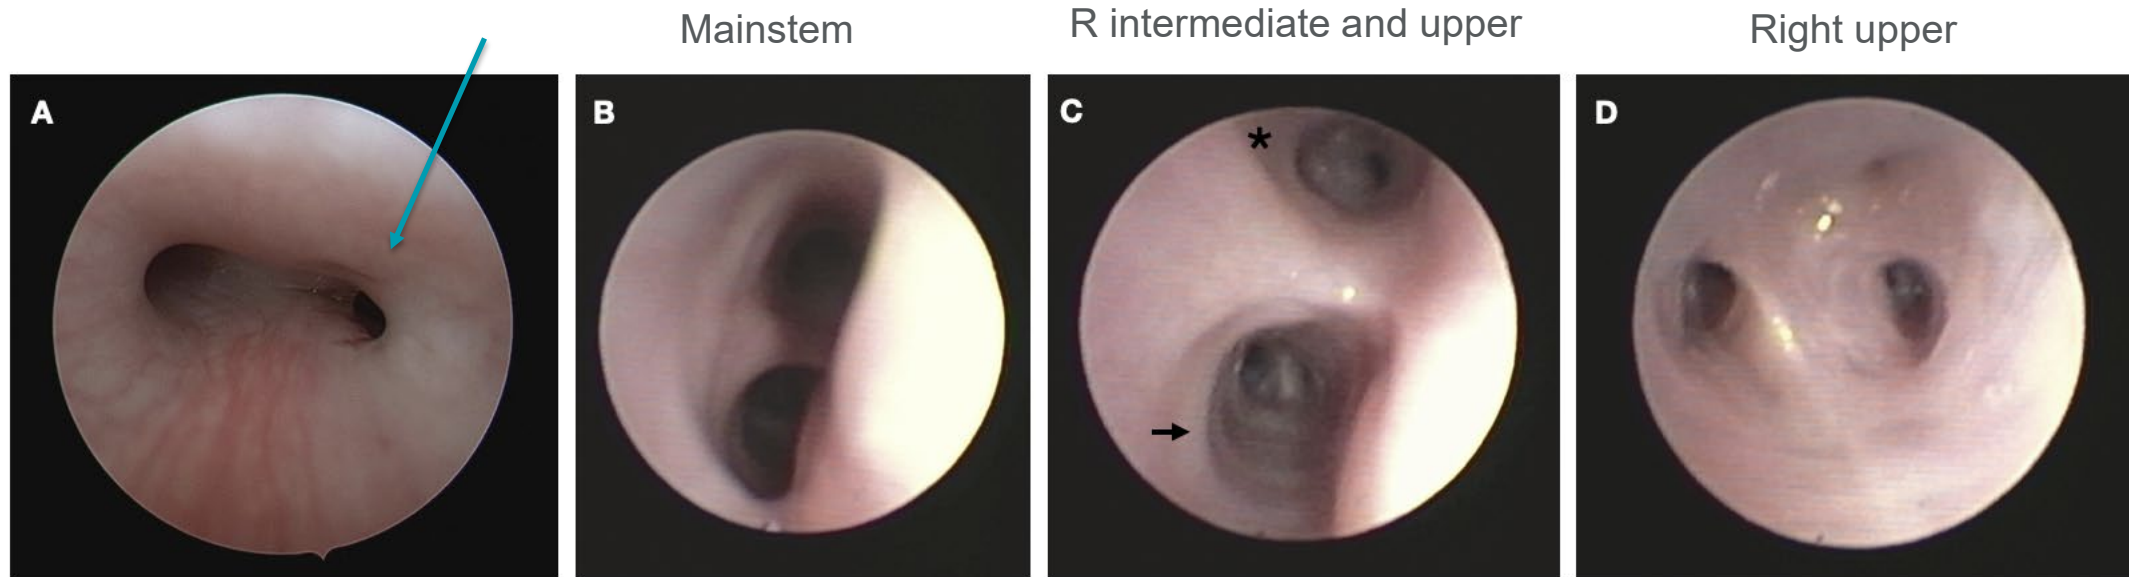 Mainstem
R intermediate and upper
Right upper
A
B
C
*
D